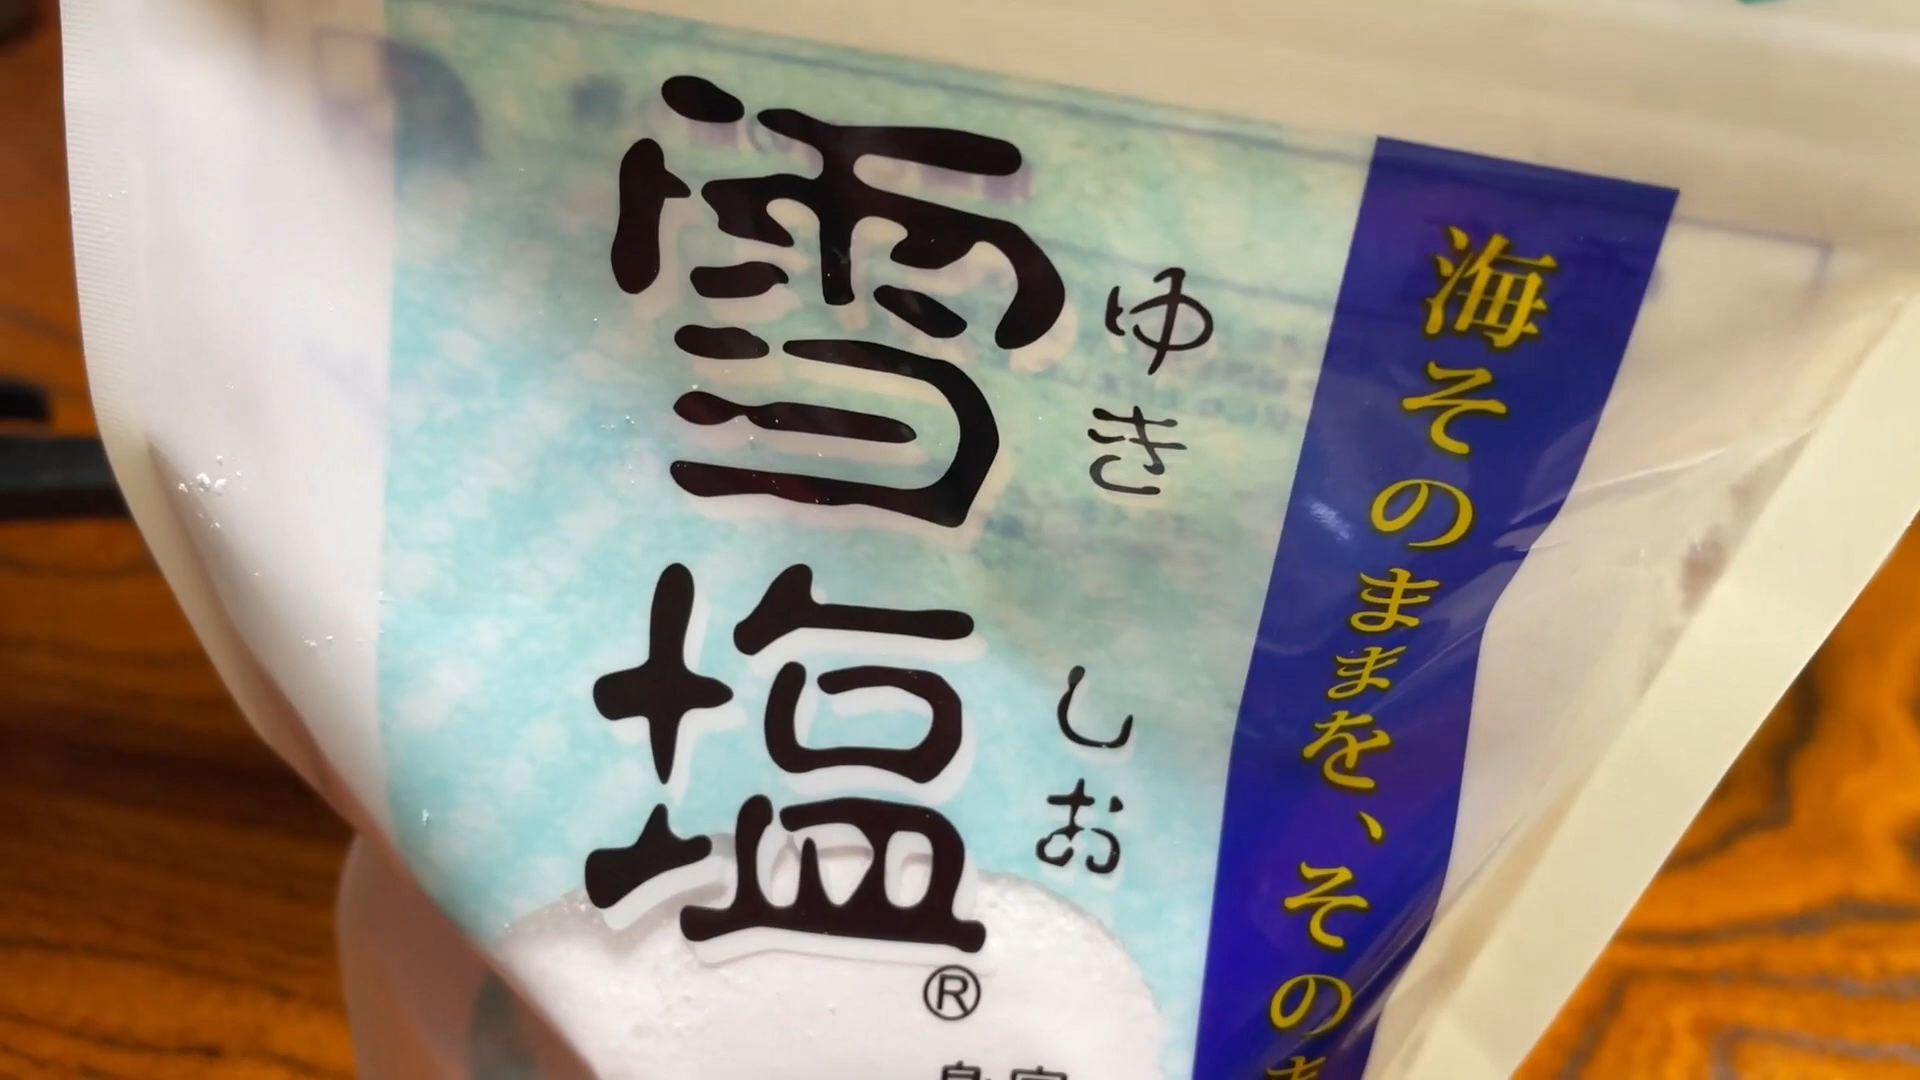 海そのままを、その
雪塩
ゆき
しお
®